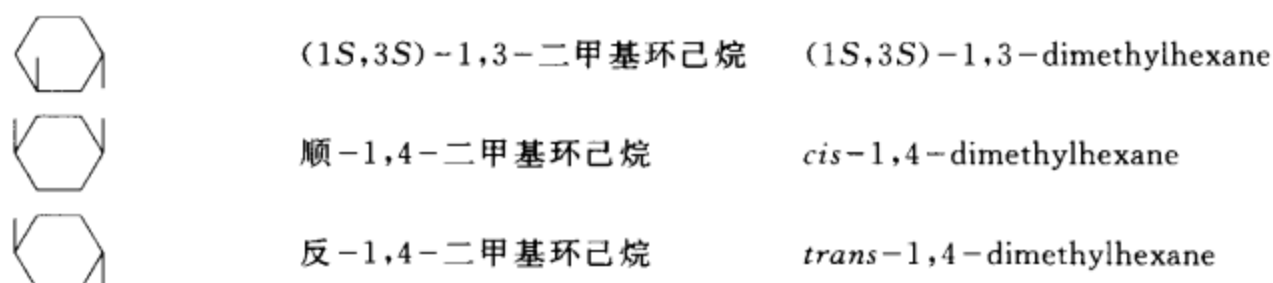 (1S,3S)-1,3-二甲基环己烷 (1S,3S)-1,3-dimethylhexane
顺-1,4-二甲基环己烷 cis-1,4-dimethylhexane
反-1,4-二甲基环己烷 trans-1,4-dimethylhexane